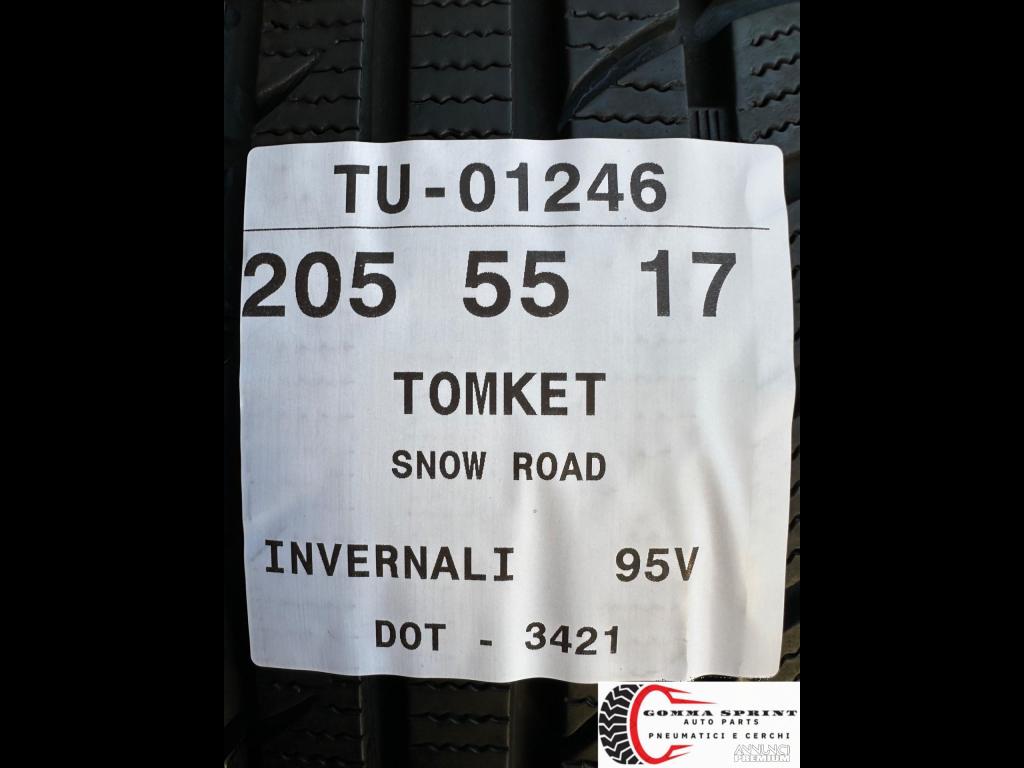 TU-01246
205 55 17
TOMKET
SNOW ROAD
INVERNALI 95V
DOT - 3421
GOMMA SPRINT
AUTO PARTS
PNEUMATICI E CERCHI
ANNUNCI
PREMIUM